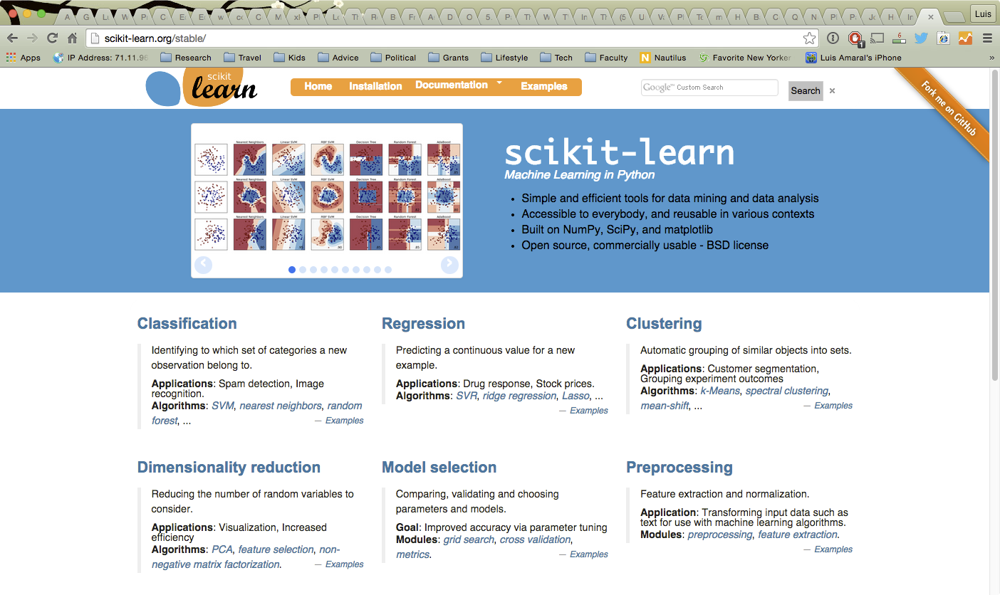 Luis
scikit-learn.org/stable/
Apps IP Address: 71.11.96 Research Travel Kids Advice Political Grants Lifestyle Tech Faculty Nautilus Favorite New Yorker Luis Amaral's iPhone »
scikit
learn
Home Installation Documentation Examples
Google™ Custom Search
Search ×
Fork me on GitHub
Nearest Neighbors Linear SVM RBF SVM Decision Tree Random Forest AdaBoost
Nearest Neighbors Linear SVM RBF SVM Decision Tree Random Forest AdaBoost
Nearest Neighbors Linear SVM RBF SVM Decision Tree Random Forest AdaBoost
scikit-learn
Machine Learning in Python
• Simple and efficient tools for data mining and data analysis
• Accessible to everybody, and reusable in various contexts
• Built on NumPy, SciPy, and matplotlib
• Open source, commercially usable - BSD license
Classification
Identifying to which set of categories a new
observation belong to.
Applications: Spam detection, Image
recognition.
Algorithms: SVM, nearest neighbors, random
forest, ... — Examples
Regression
Predicting a continuous value for a new
example.
Applications: Drug response, Stock prices.
Algorithms: SVR, ridge regression, Lasso, ...
— Examples
Clustering
Automatic grouping of similar objects into sets.
Applications: Customer segmentation,
Grouping experiment outcomes
Algorithms: k-Means, spectral clustering,
mean-shift, ... — Examples
Dimensionality reduction
Reducing the number of random variables to
consider.
Applications: Visualization, Increased
efficiency
Algorithms: PCA, feature selection, non-
negative matrix factorization. — Examples
Model selection
Comparing, validating and choosing
parameters and models.
Goal: Improved accuracy via parameter tuning
Modules: grid search, cross validation,
metrics. — Examples
Preprocessing
Feature extraction and normalization.
Application: Transforming input data such as
text for use with machine learning algorithms.
Modules: preprocessing, feature extraction.
— Examples